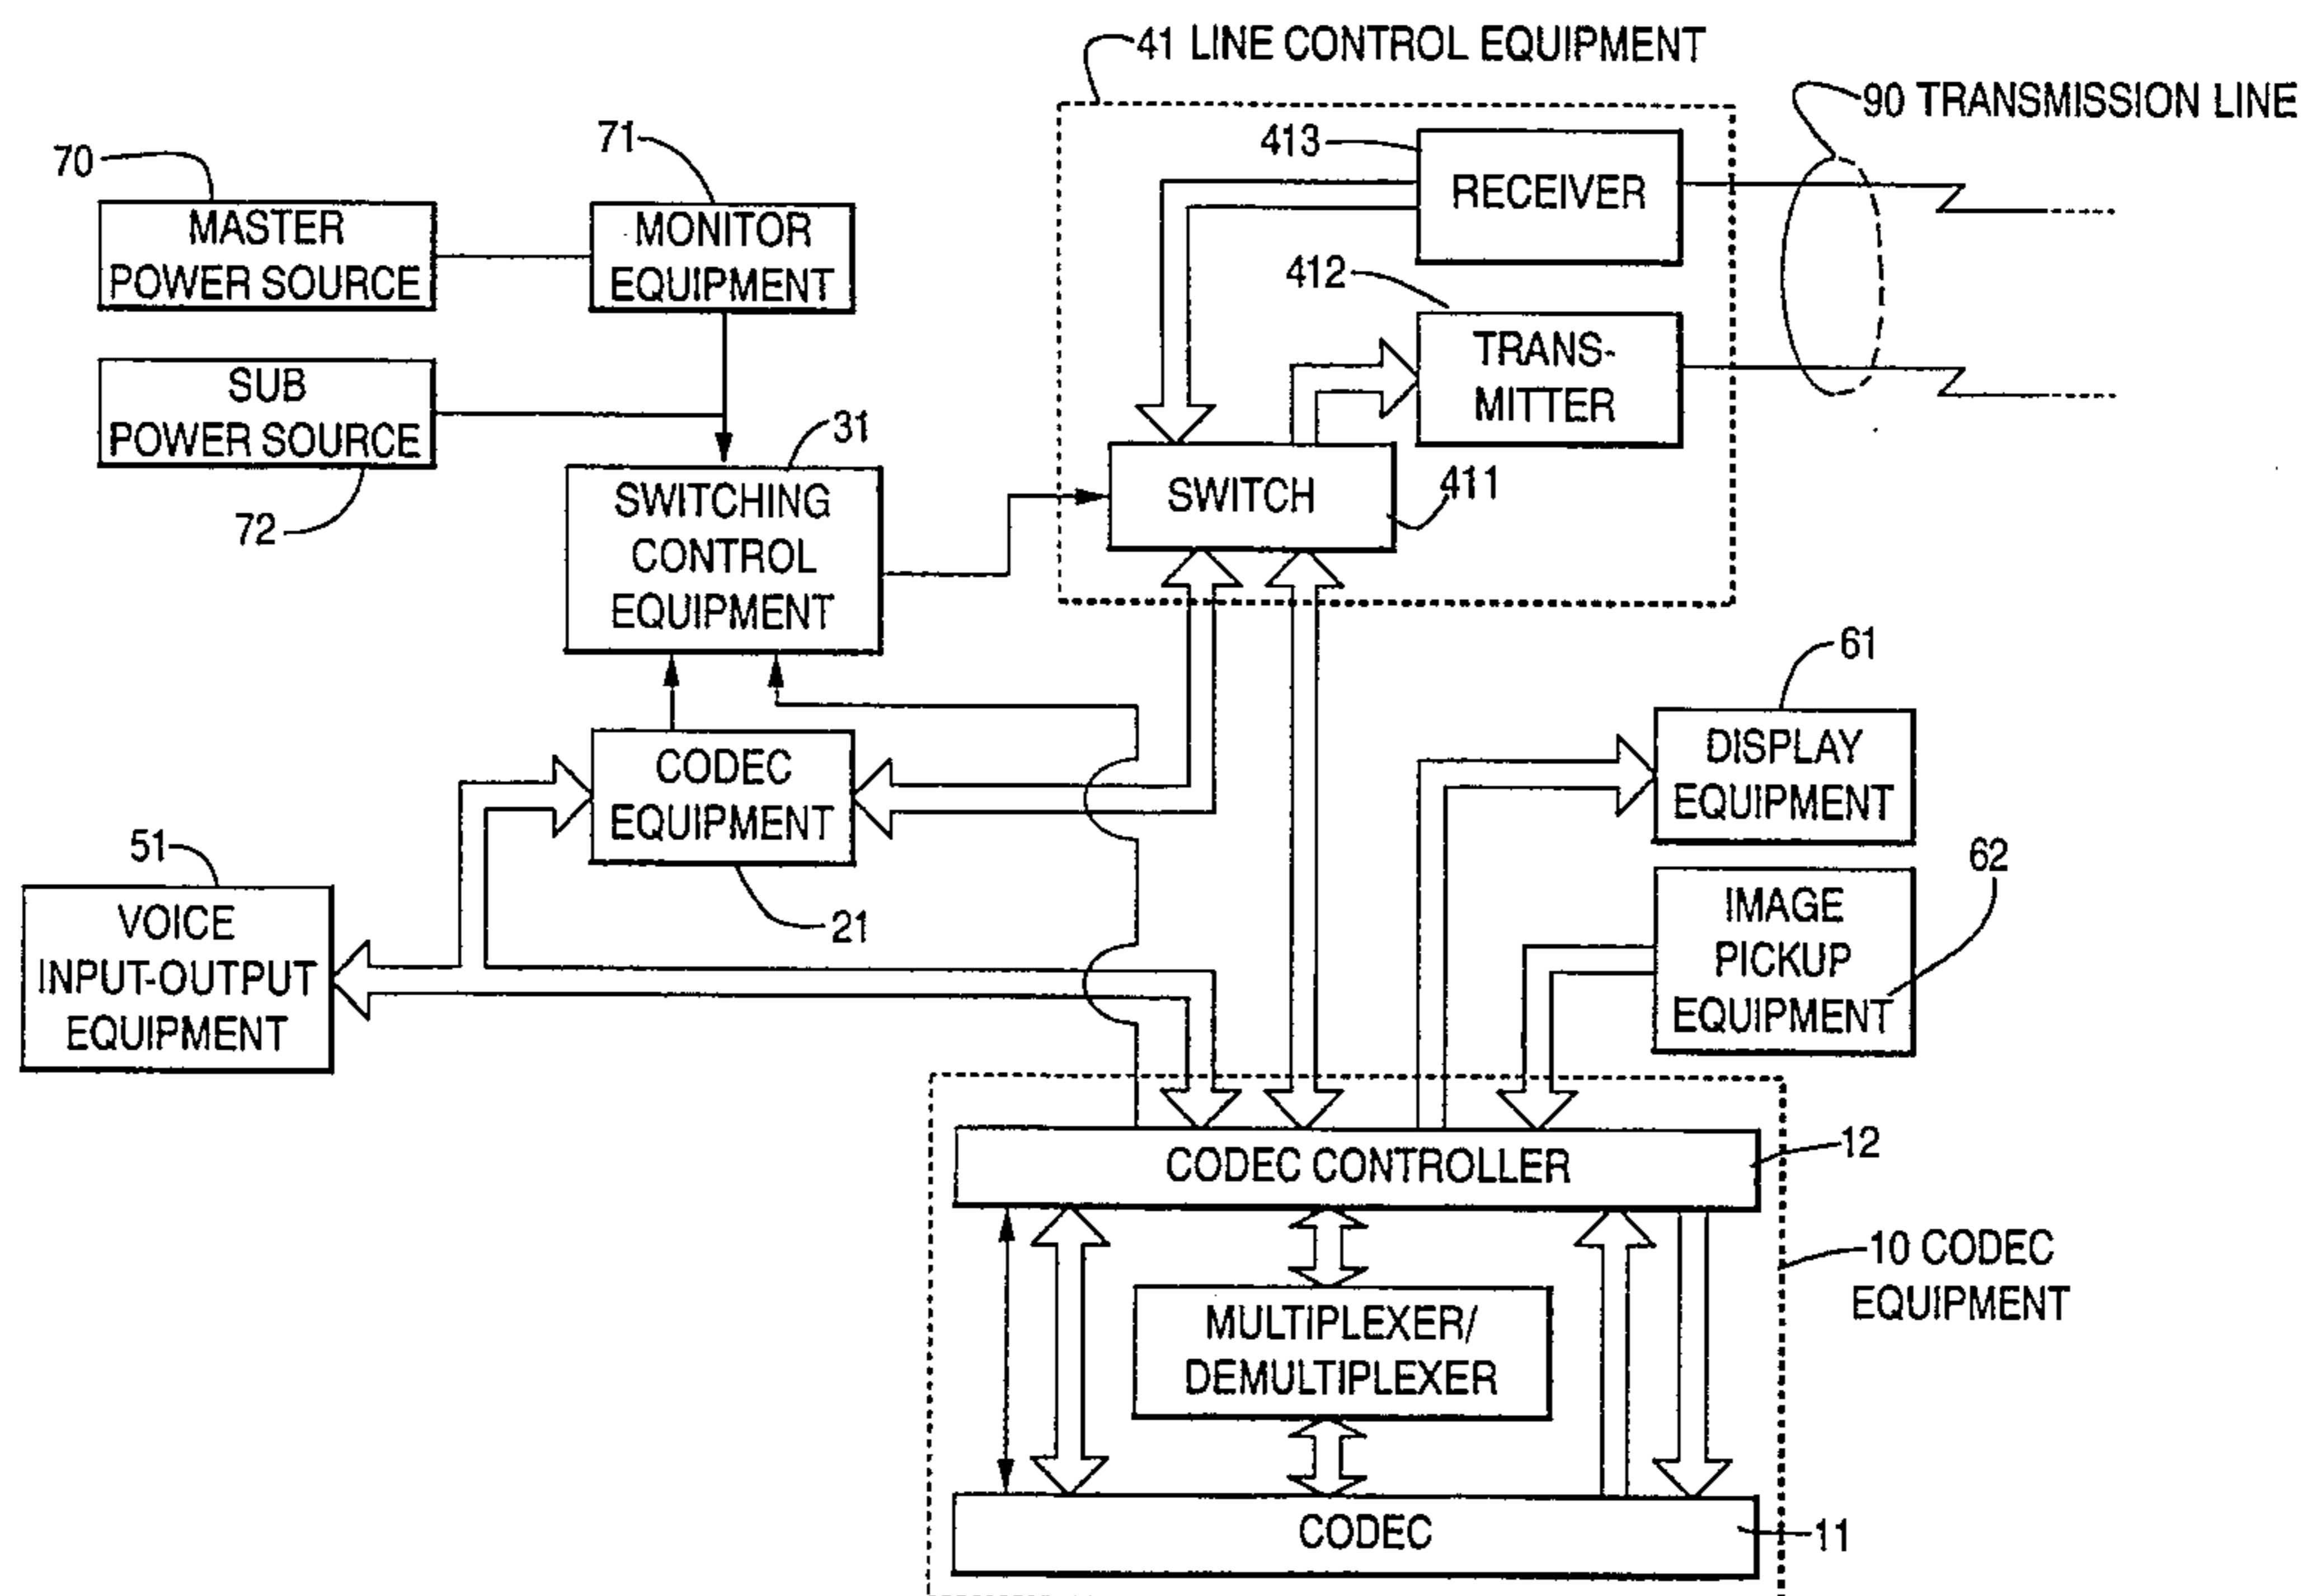 41 LINE CONTROL EQUIPMENT
90 TRANSMISSION LINE
70
71
413
MASTER
POWER SOURCE
MONITOR
EQUIPMENT
RECEIVER
412
SUB
POWER SOURCE
TRANS-
MITTER
31
72
SWITCHING
CONTROL
EQUIPMENT
SWITCH
411
61
CODEC
EQUIPMENT
DISPLAY
EQUIPMENT
51
21
62
VOICE
INPUT-OUTPUT
EQUIPMENT
IMAGE
PICKUP
EQUIPMENT
CODEC CONTROLLER
12
10 CODEC
EQUIPMENT
MULTIPLEXER/
DEMULTIPLEXER
CODEC
11